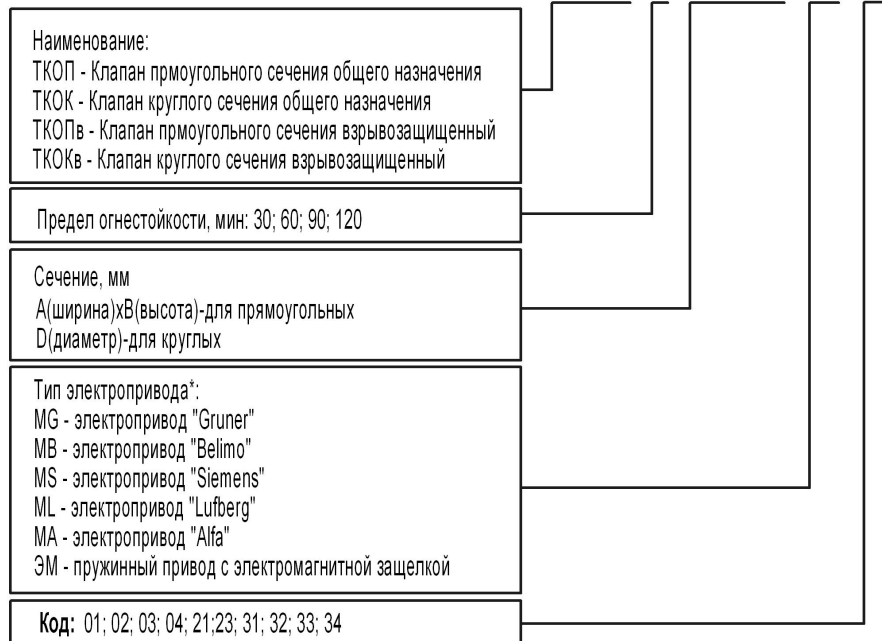 Наименование:
ТКОП - Клапан прмоугольного сечения общего назначения
ТКОК - Клапан круглого сечения общего назначения
ТКОПв - Клапан прмоугольного сечения взрывозащищенный
ТКОКв - Клапан круглого сечения взрывозащищенный
Предел огнестойкости, мин: 30; 60; 90; 120
Сечение, мм
А(ширина)хВ(высота)-для прямоугольных
D(диаметр)-для круглых
Тип электропривода*:
MG - электропривод "Gruner"
MB - электропривод "Belimo"
MS - электропривод "Siemens"
ML - электропривод "Lufberg"
MA - электропривод "Alfa"
ЭМ - пружинный привод с электромагнитной защелкой
Код: 01; 02; 03; 04; 21;23; 31; 32; 33; 34